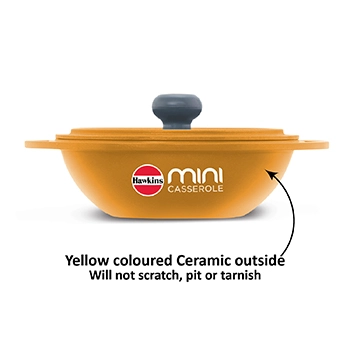 Hawkins
mini
CASSEROLE
Yellow coloured Ceramic outside
Will not scratch, pit or tarnish